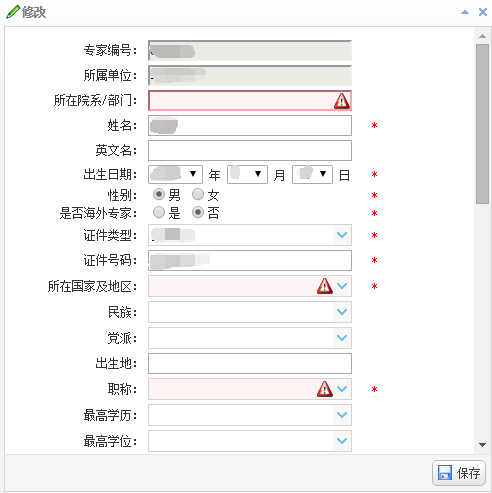 修改
专家编号：
所属单位：
所在院系/部门：
姓名： *
英文名
出生日期： 年 月 日 *
性别： 男 女 *
是否海外专家： 是 否 *
证件类型： *
证件号码： *
所在国家及地区： *
民族：
党派：
出生地：
职称： *
最高学历：
最高学位：
保存